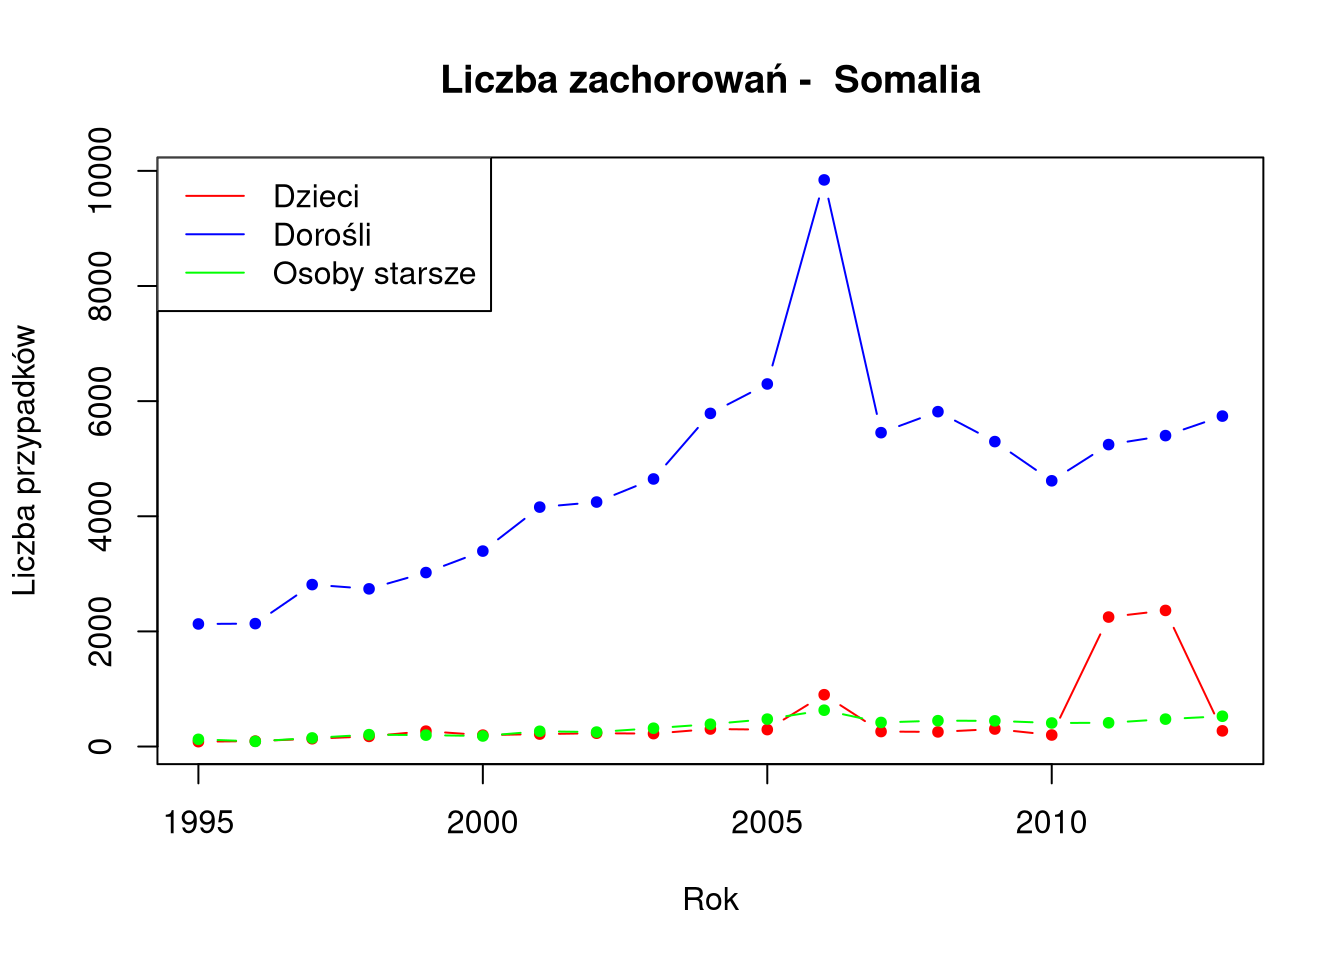 Liczba zachorowań -  Somalia
Dzieci
Dorośli
Osoby starsze
Liczba przypadków
10000
8000
6000
4000
2000
0
1995 2000 2005 2010
Rok